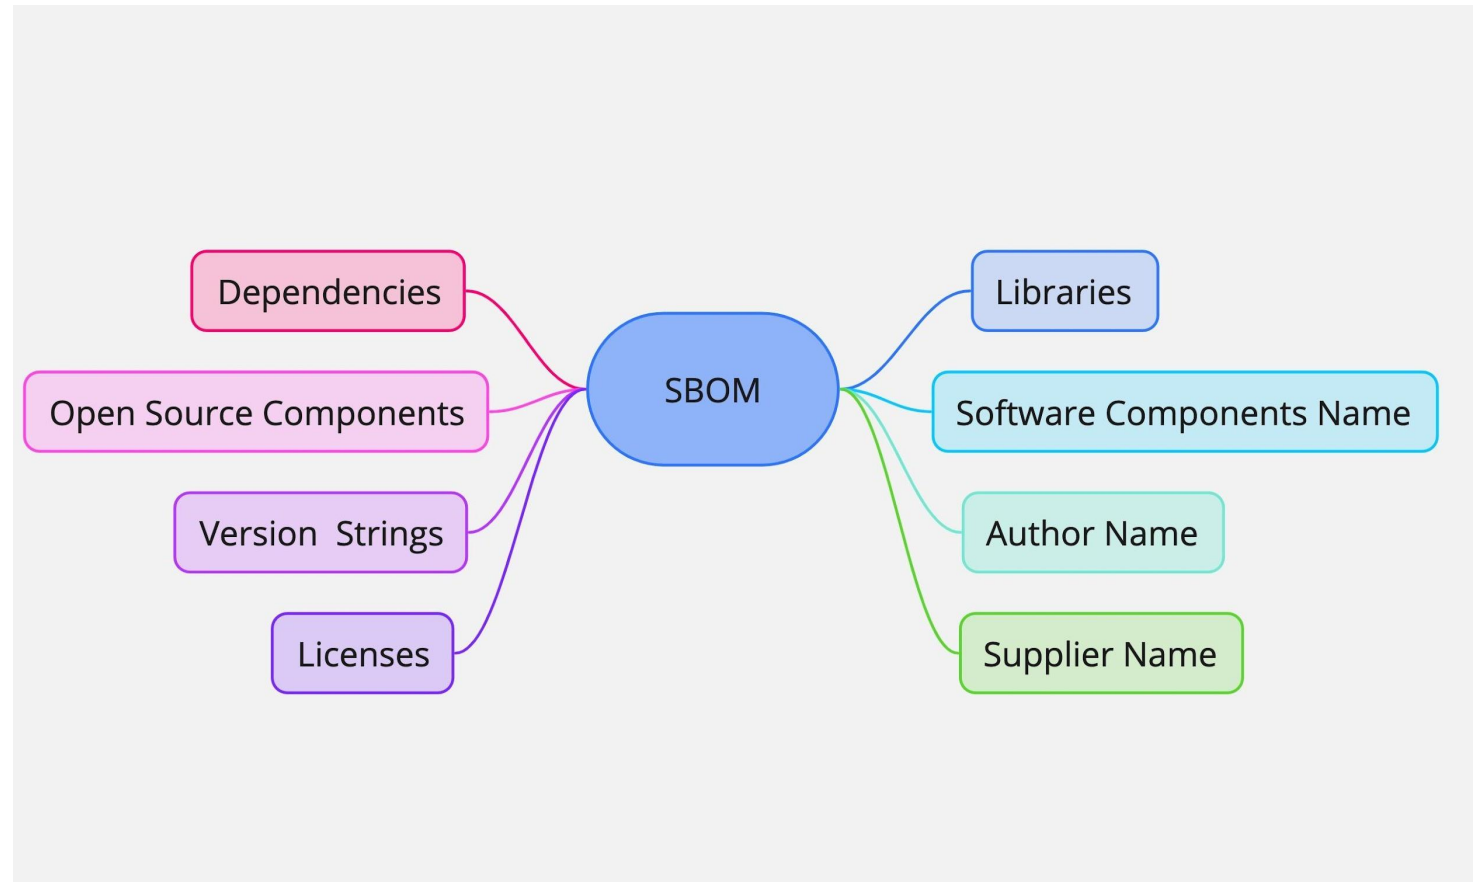 SBOM
Dependencies
Open Source Components
Version  Strings
Licenses
Libraries
Software Components Name
Author Name
Supplier Name